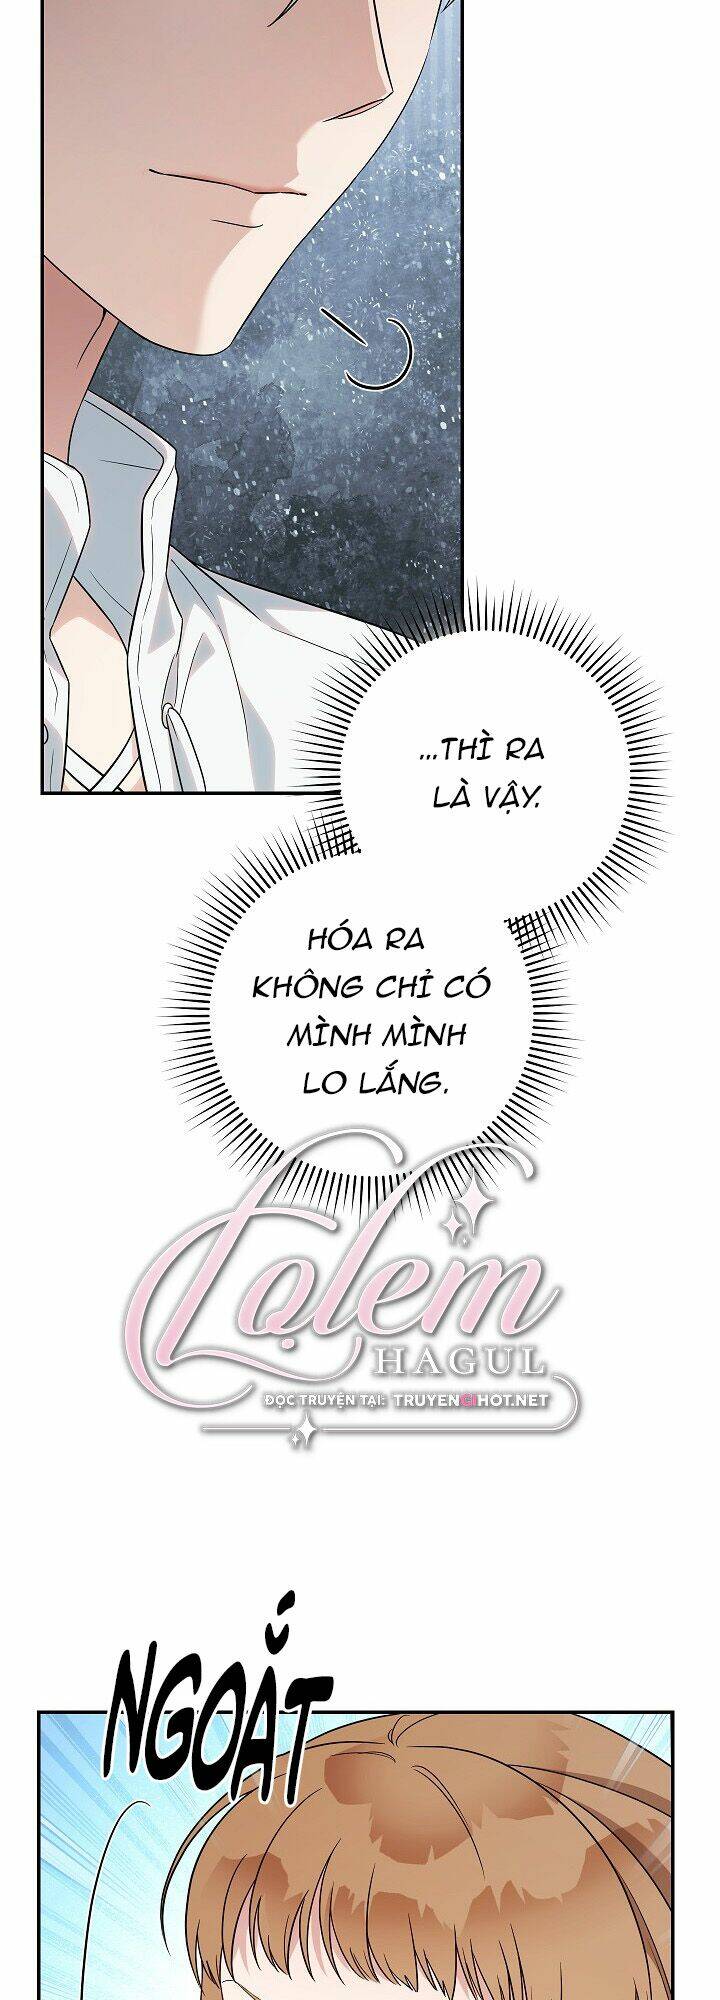 ...THÌ RA
LÀ VẬY.
HÓA RA
KHÔNG CHỈ CÓ
MÌNH MÌNH
LO LẮNG.
Lọlem
HAGUL
ĐỌC TRUYỆN TẠI: TRUYENGIHOT.NET
NGOẮT